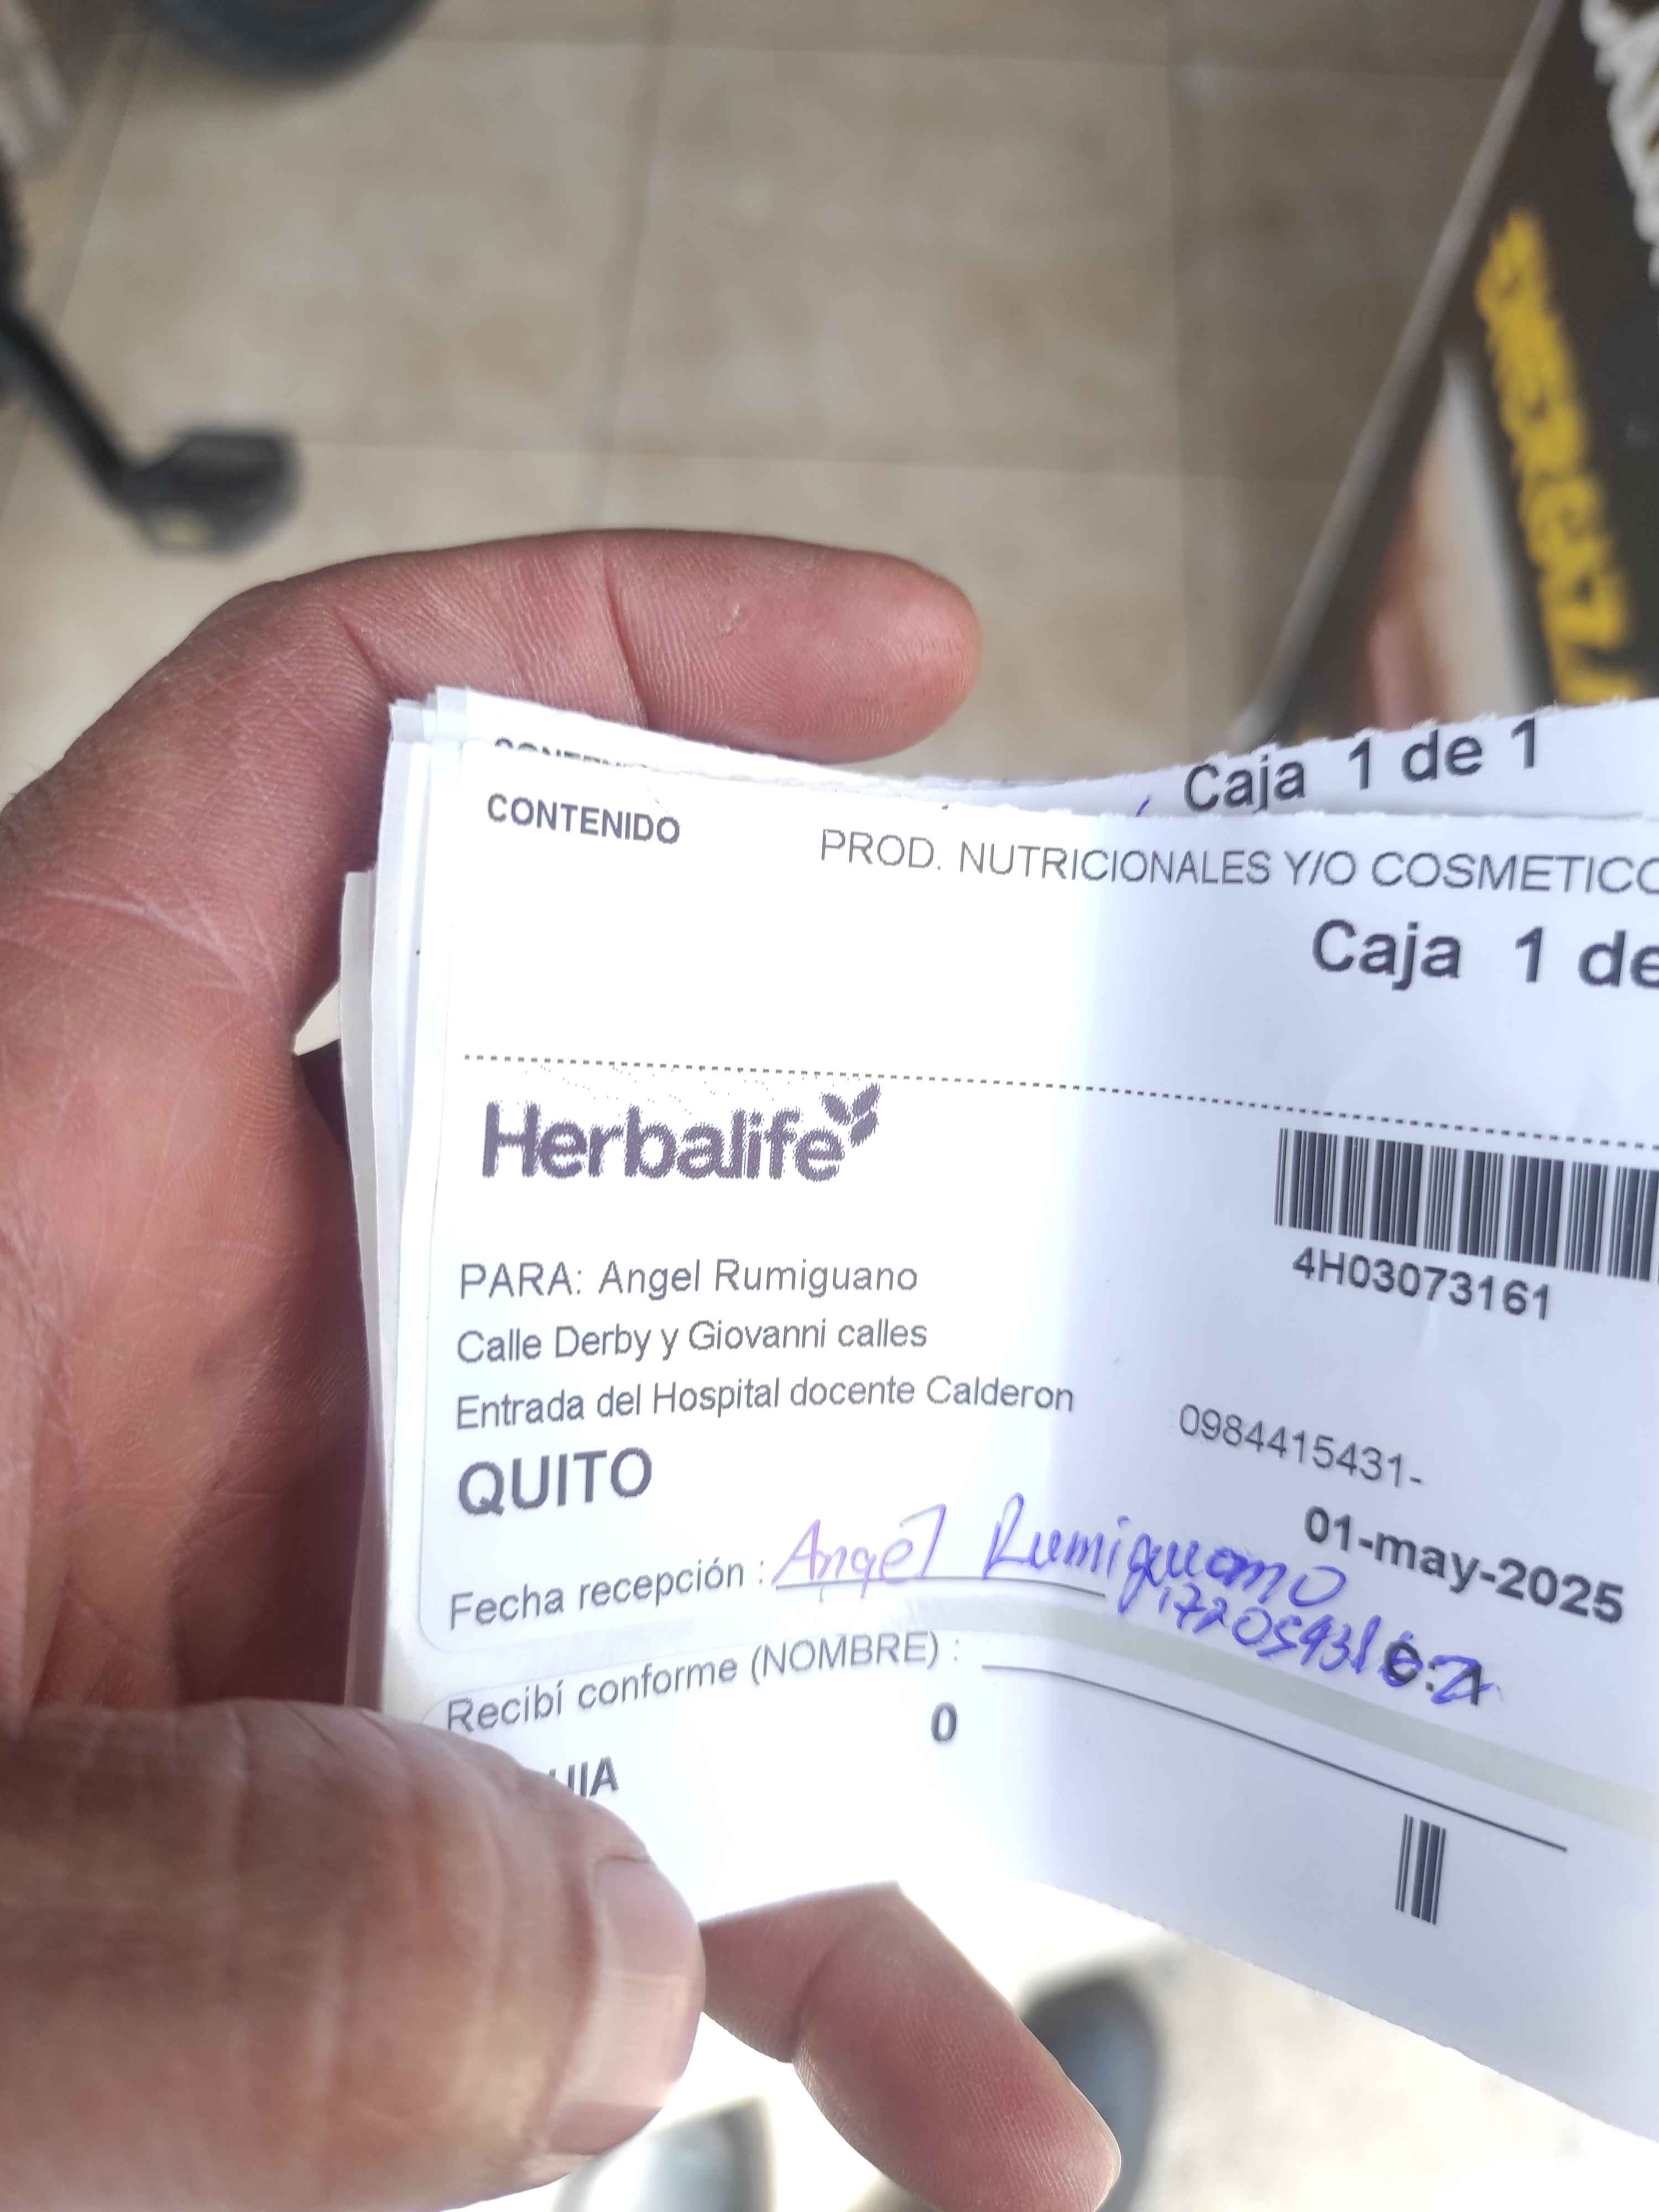 Caja 1 de 1
CONTENIDO PROD. NUTRICIONALES Y/O COSMETICO
Caja 1 de
Herbalife
4H03073161
PARA: Angel Rumiguano
Calle Derby y Giovanni calles
Entrada del Hospital docente Calderon
0984415431-
QUITO
01-may-2025
Fecha recepción : Angel Rumiguano
Recibí conforme (NOMBRE) :
0